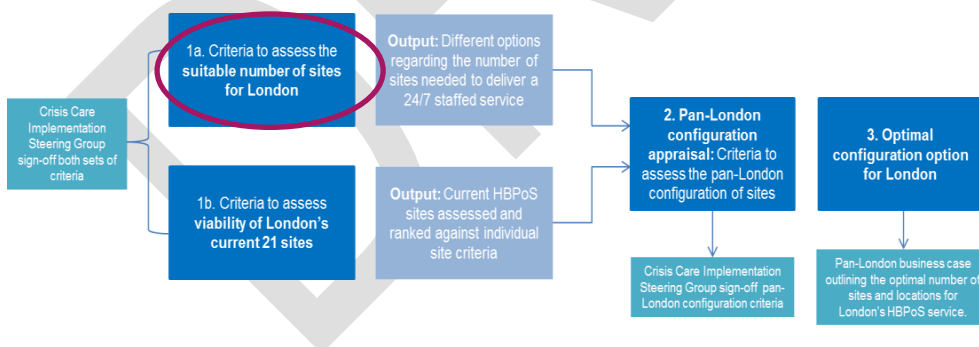 Crisis Care
Implementation
Steering Group
sign-off both sets of
criteria
1a. Criteria to assess the
suitable number of sites
for London
Output: Different options
regarding the number of
sites needed to deliver a
24/7 staffed service
1b. Criteria to assess
viability of London's
current 21 sites
Output: Current HBPoS
sites assessed and
ranked against individual
site criteria
2. Pan-London
configuration
appraisal: Criteria to
assess the pan-London
configuration of sites
Crisis Care Implementation
Steering Group sign-off pan-
London configuration criteria
3. Optimal
configuration option
for London
Pan-London business case
outlining the optimal number of
sites and locations for
London's HBPoS service.